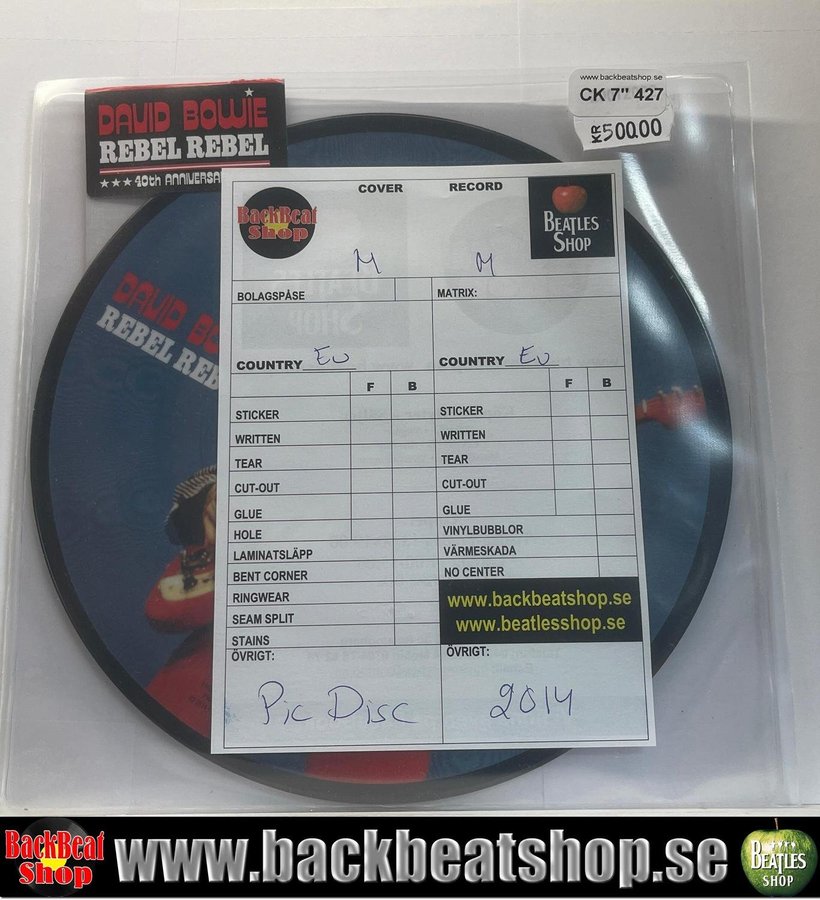 www.backbeatshop.se
CK 7" 427
KR 500.00
DAVID BOWIE
REBEL REBEL
★★★ 40th ANNIVERSA
COVER RECORD
BackBeat
Shop
BEATLES
SHOP
M M
BOLAGSPÅSE MATRIX:
DAVID BO
REBEL REB
COUNTRY EU COUNTRY EU
F B F B
STICKER STICKER
WRITTEN WRITTEN
TEAR TEAR
CUT-OUT CUT-OUT
GLUE GLUE
HOLE VINYLBUBBLOR
LAMINATSLÄPP VÄRMESKADA
BENT CORNER NO CENTER
RINGWEAR
SEAM SPLIT
STAINS
www.backbeatshop.se
www.beatlesshop.se
ÖVRIGT: ÖVRIGT:
Pic Disc 2014
BackBeat
Shop
www.backbeatshop.se
BEATLES
SHOP